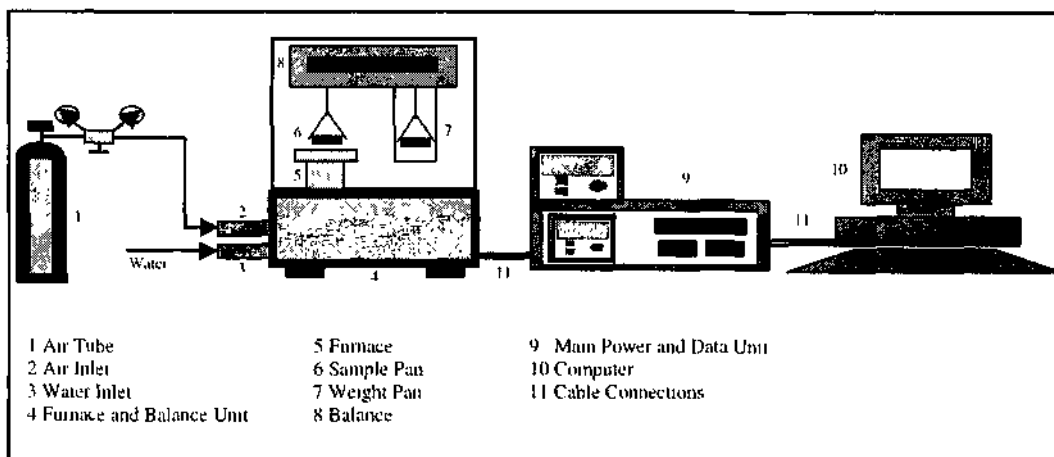 8
6
7
5
1
2
Water
3
4
11
9
11
10
1 Air Tube
2 Air Inlet
3 Water Inlet
4 Furnace and Balance Unit
5 Furnace
6 Sample Pan
7 Weight Pan
8 Balance
9 Main Power and Data Unit
10 Computer
11 Cable Connections